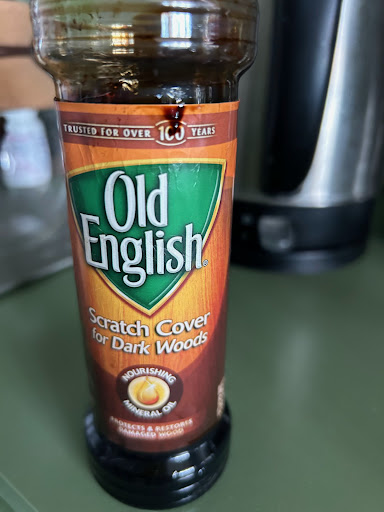 TRUSTED FOR OVER 100 YEARS
Old
English®
Scratch Cover
for Dark Woods
NOURISHING
MINERAL OIL
PROTECTS & RESTORES
DAMAGED WOOD